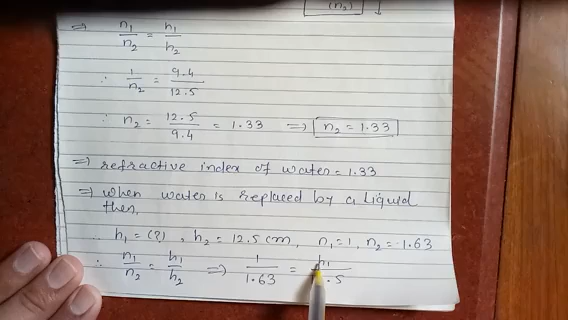 (n₂)
⇒ n₁/n₂ = h₁/h₂
∴ 1/n₂ = 9.4/12.5
∴ n₂ = 12.5/9.4 = 1.33 ⇒ n₂ = 1.33
⇒ refractive index of water = 1.33
⇒ when water is replaced by a Liquid
then,
∴ h₁ = (?), h₂ = 12.5 cm, n₁ = 1, n₂ = 1.63
∴ n₁/n₂ = h₁/h₂ ⇒ 1/1.63 = h₁/ .5